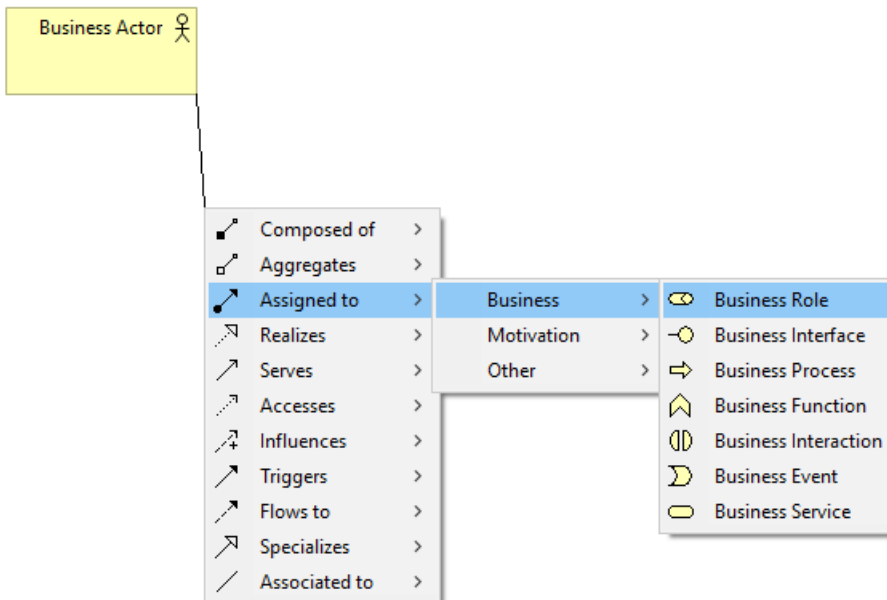 Business Actor
Composed of
Aggregates
Assigned to
Realizes
Serves
Accesses
Influences
Triggers
Flows to
Specializes
Associated to
Business
Motivation
Other
Business Role
Business Interface
Business Process
Business Function
Business Interaction
Business Event
Business Service